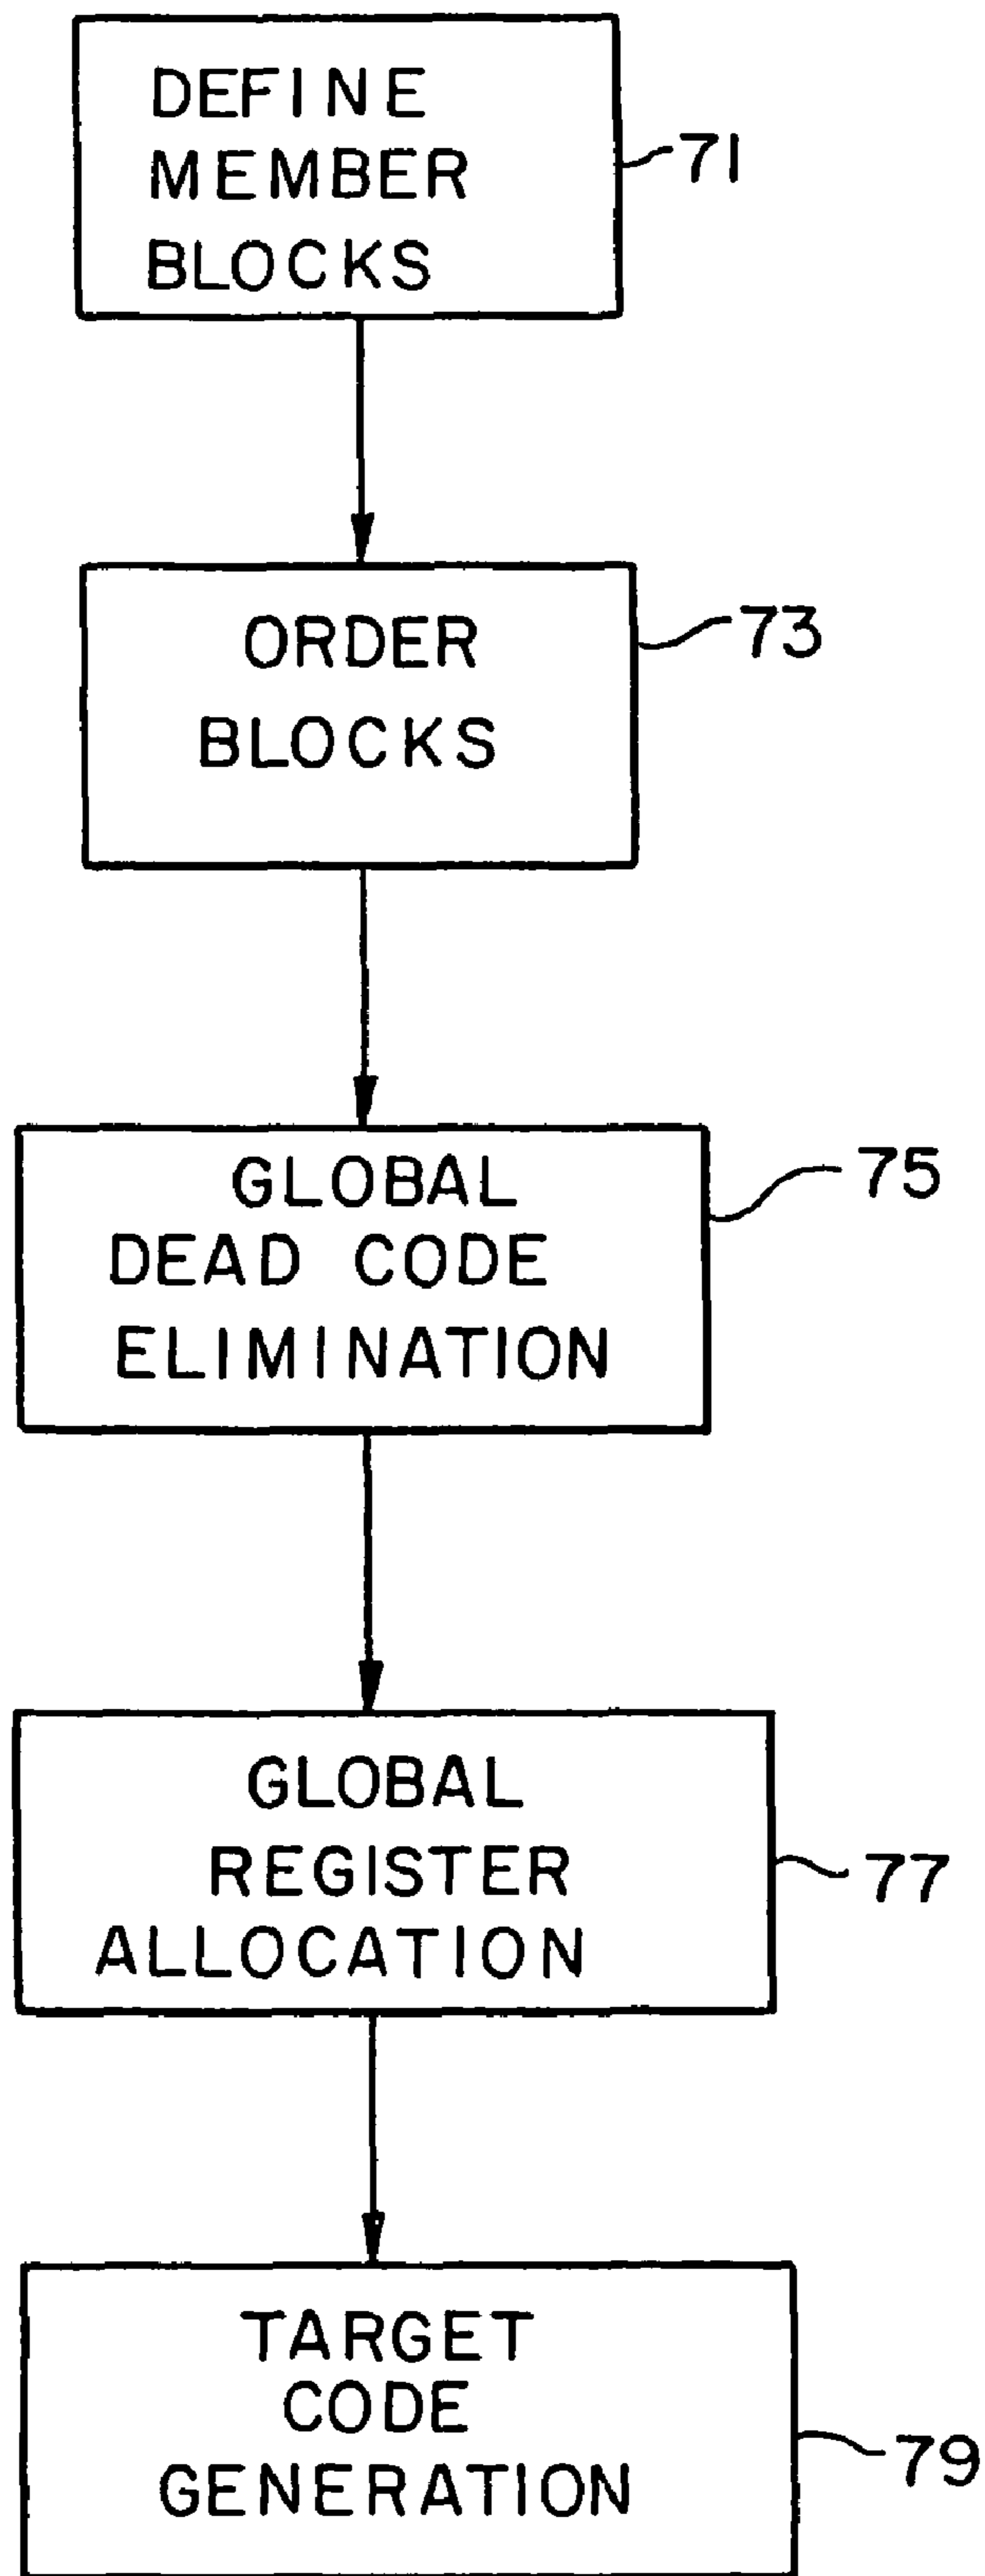 DEFINE
MEMBER
BLOCKS
71
ORDER
BLOCKS
73
GLOBAL
DEAD CODE
ELIMINATION
75
GLOBAL
REGISTER
ALLOCATION
77
TARGET
CODE
GENERATION
79